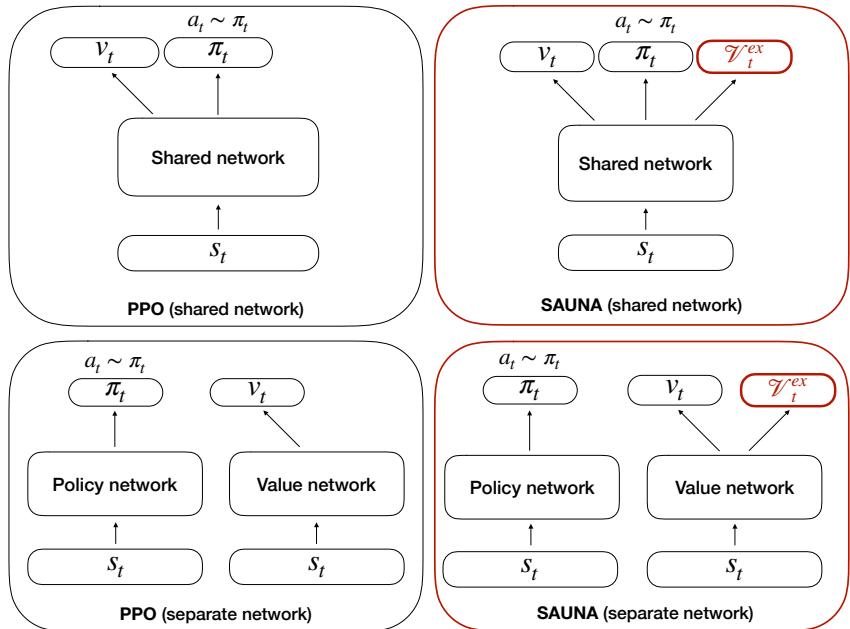 a_t ∼ π_t
v_t π_t
Shared network
s_t
PPO (shared network)
a_t ∼ π_t
v_t π_t 𝒱_t^{ex}
Shared network
s_t
SAUNA (shared network)
a_t ∼ π_t
π_t v_t
Policy network Value network
s_t s_t
PPO (separate network)
a_t ∼ π_t
π_t v_t 𝒱_t^{ex}
Policy network Value network
s_t s_t
SAUNA (separate network)